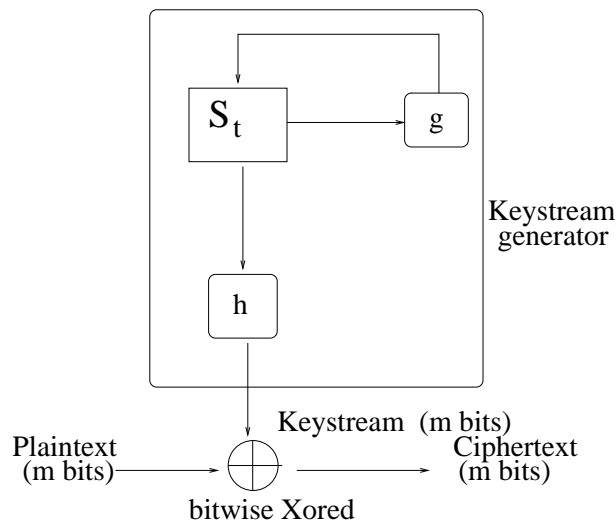 S t
g
Keystream
generator
h
Keystream (m bits)
Plaintext
(m bits)
Ciphertext
(m bits)
bitwise Xored